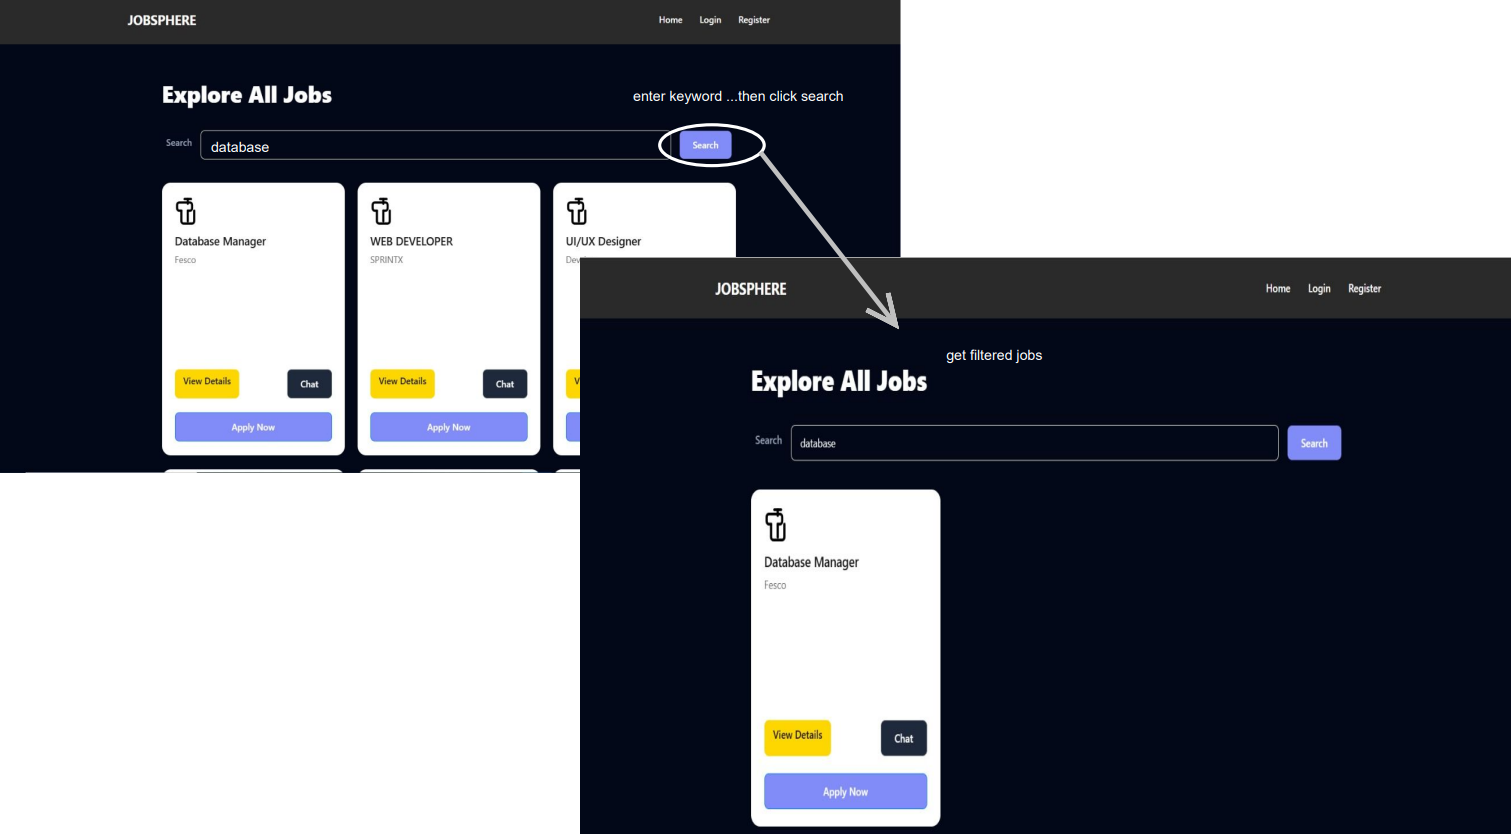 JOBSPHERE
Home Login Register
Explore All Jobs
enter keyword ...then click search
Search database Search
Database Manager
Fesco
View Details Chat
Apply Now
WEB DEVELOPER
SPRINTX
View Details Chat
Apply Now
UI/UX Designer
JOBSPHERE
Home Login Register
get filtered jobs
Explore All Jobs
Search database Search
Database Manager
Fesco
View Details Chat
Apply Now